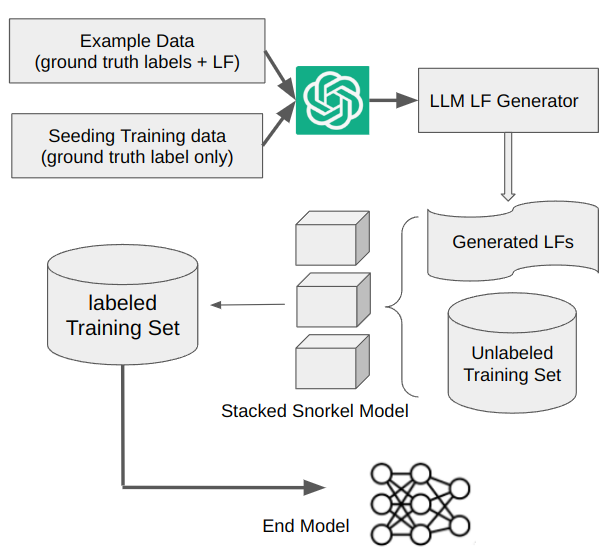 Example Data
(ground truth labels + LF)
Seeding Training data
(ground truth label only)
LLM LF Generator
Generated LFs
Unlabeled
Training Set
labeled
Training Set
Stacked Snorkel Model
End Model